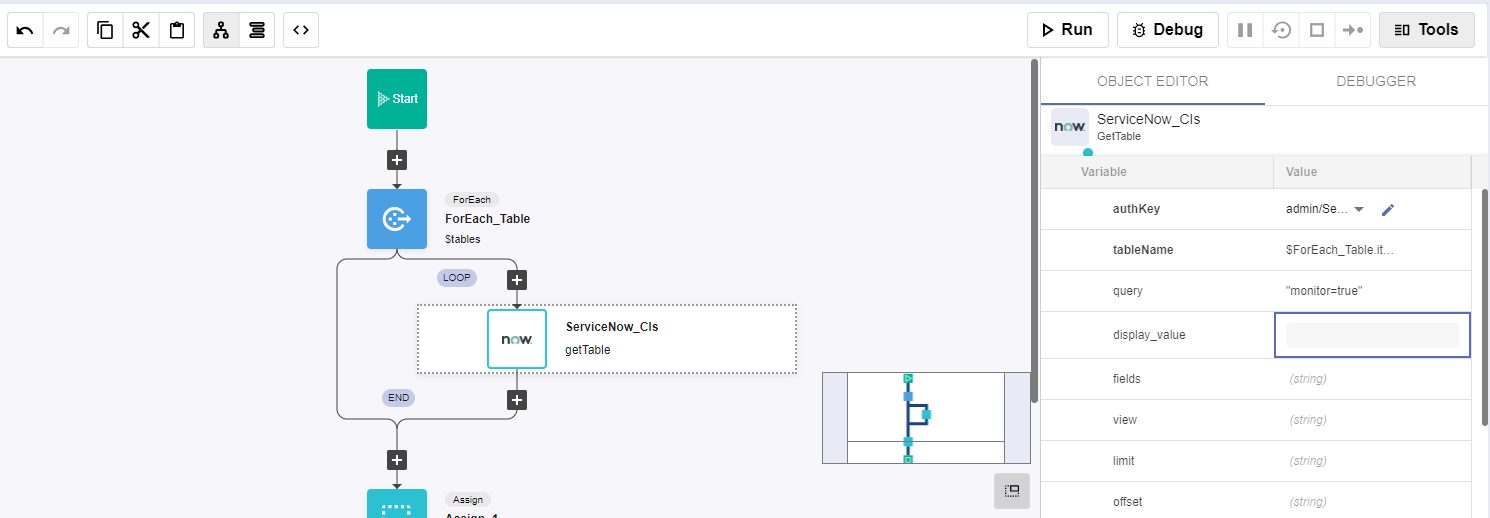 Run
Debug
Tools
Start
ForEach
ForEach_Table
$tables
LOOP
now.
ServiceNow_CIs
getTable
END
Assign
Assign_1
OBJECT EDITOR
DEBUGGER
now.
ServiceNow_CIs
GetTable
Variable Value
authKey admin/Se...
tableName $ForEach_Table.it...
query "monitor=true"
display_value
fields (string)
view (string)
limit (string)
offset (string)